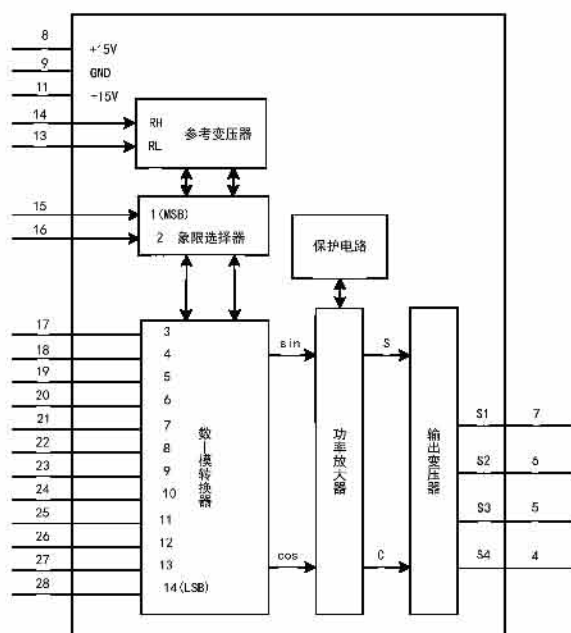 8 +15V
9 GND
11 -15V
14 RH 参考变压器
13 RL
15 1(MSB)
16 2 象限选择器
保护电路
17 3
18 4 sin S
19 5
20 6
21 7
22 8
23 9
24 10
25 11
26 12
27 13 cos C
28 14(LSB)
数—模转换器
功率放大器
输出变压器
S1 7
S2 6
S3 5
S4 4